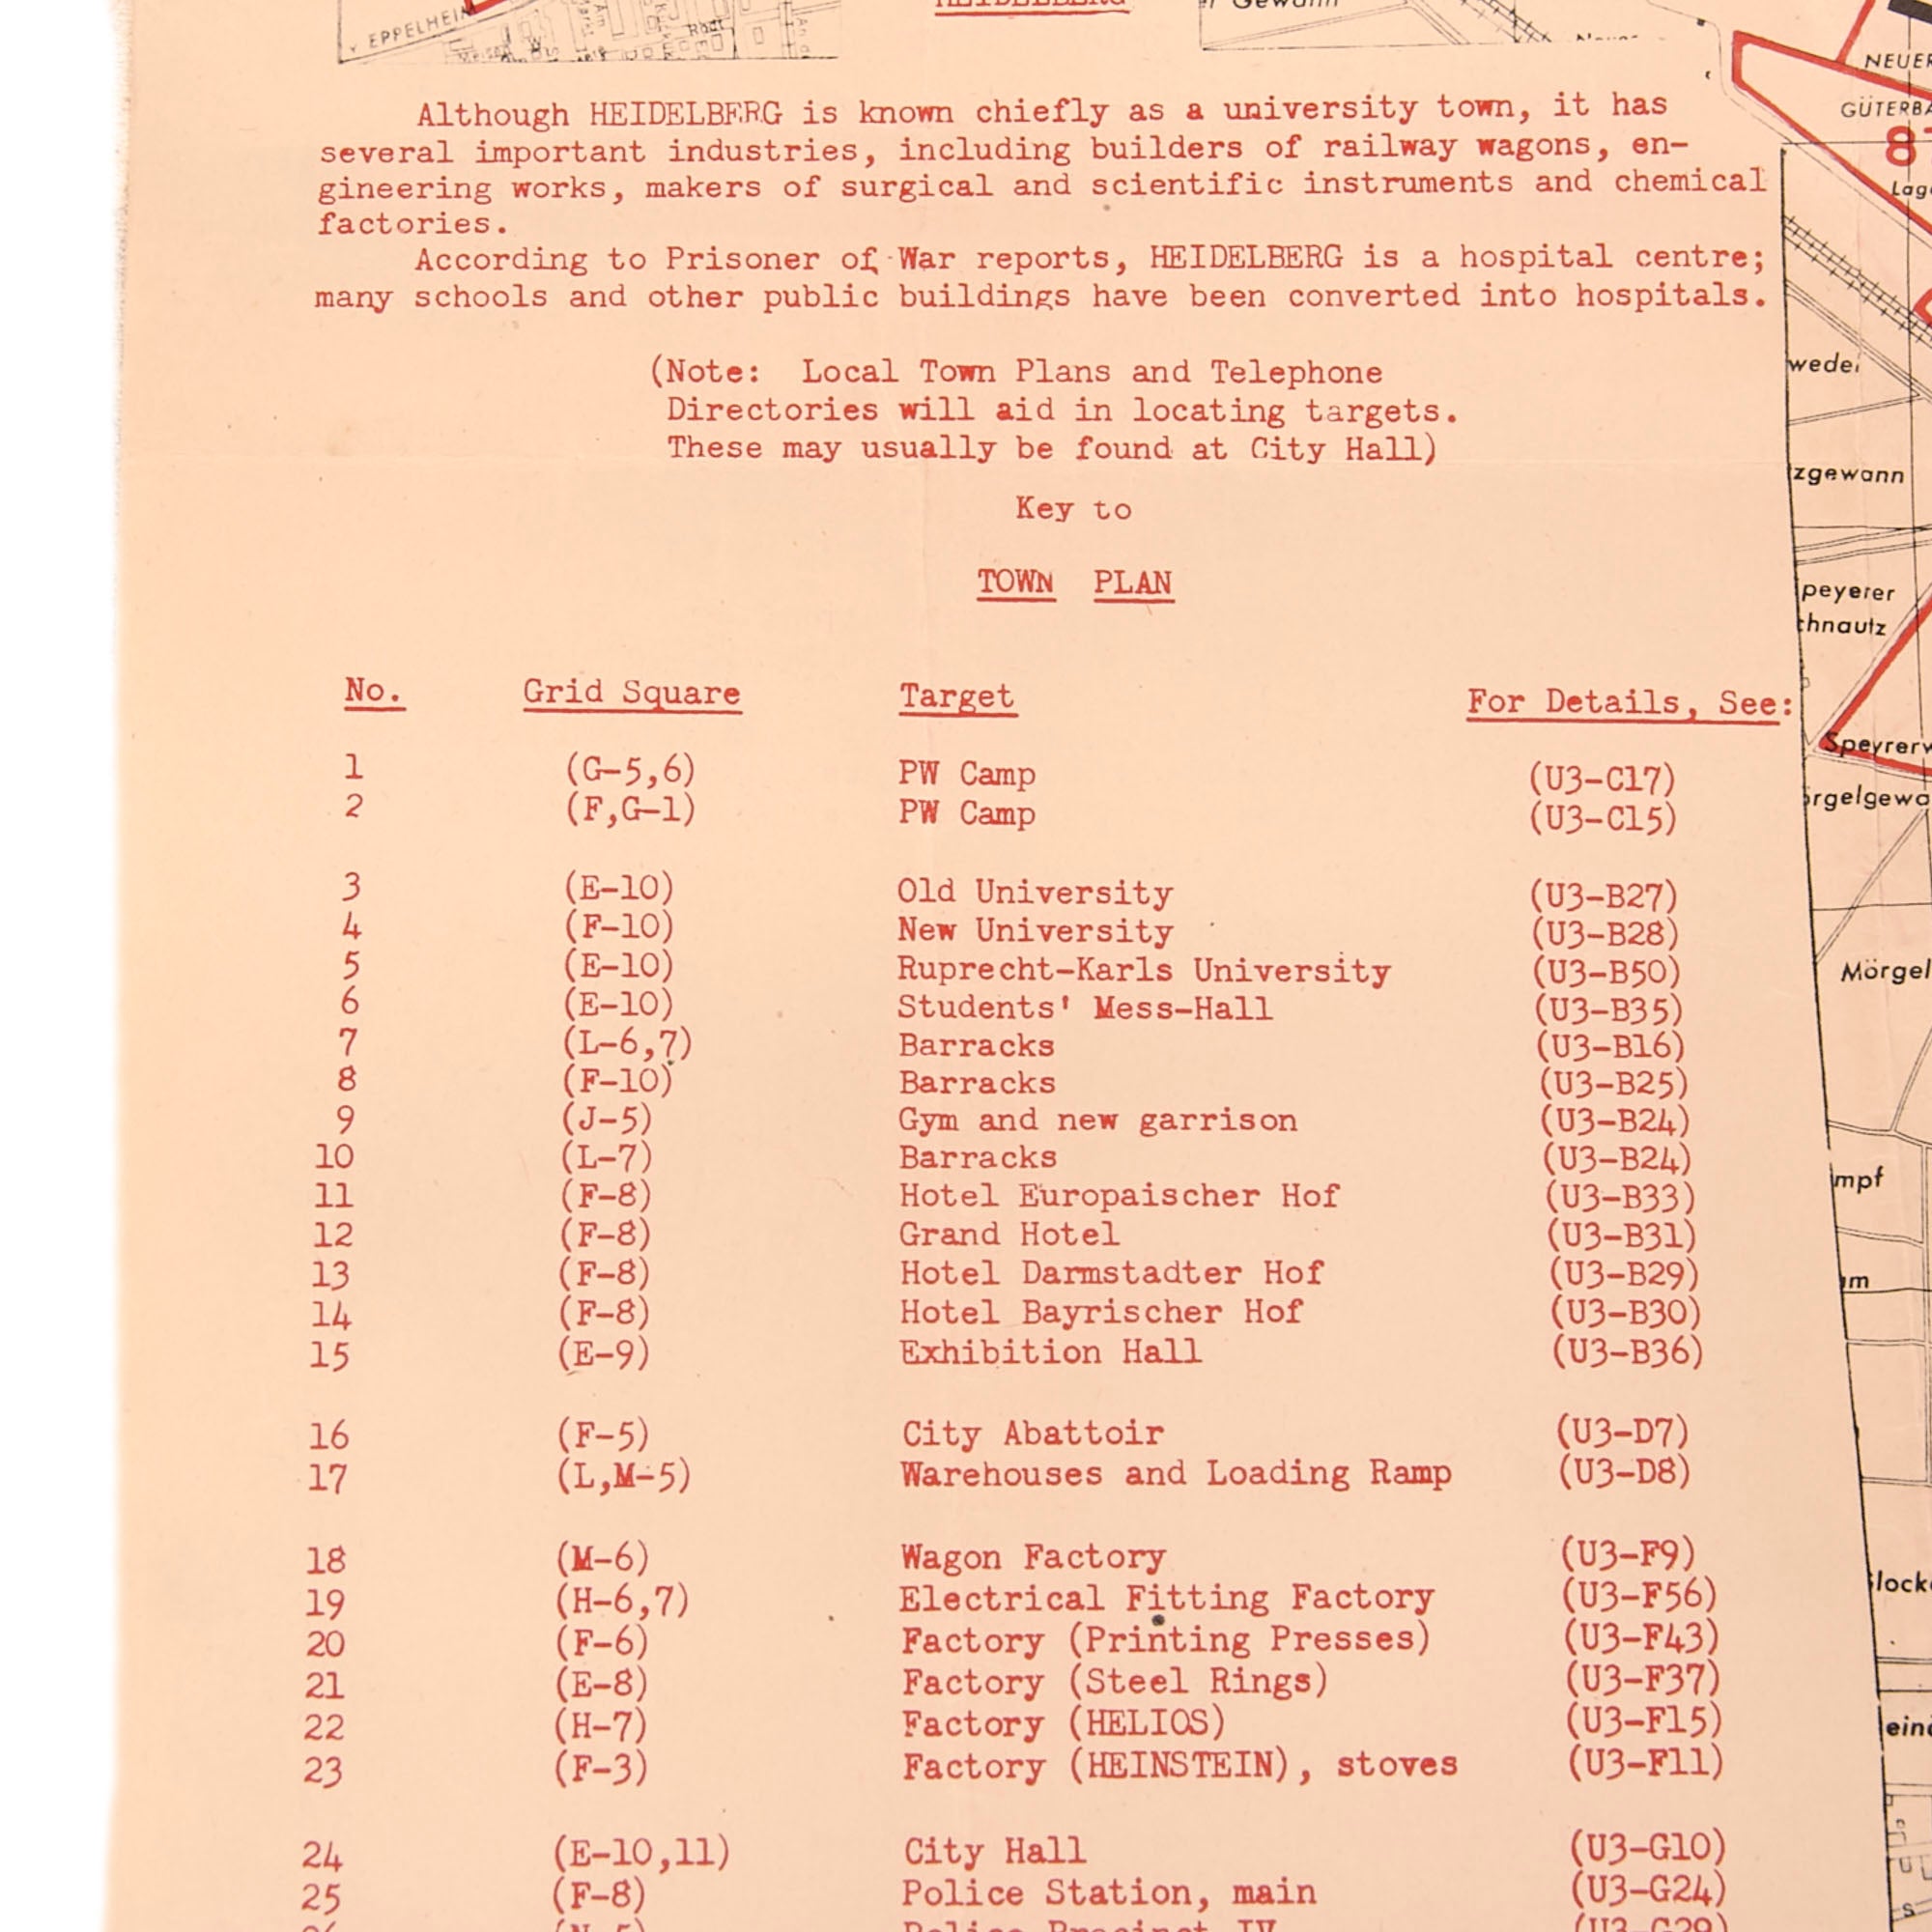 v. EPPELHEIM
HEIDELBERG
Gewann
NEUER
GÜTERBA
Although HEIDELBERG is known chiefly as a university town, it has
several important industries, including builders of railway wagons, en-
gineering works, makers of surgical and scientific instruments and chemical
factories.
According to Prisoner of War reports, HEIDELBERG is a hospital centre;
many schools and other public buildings have been converted into hospitals.
(Note: Local Town Plans and Telephone
Directories will aid in locating targets.
These may usually be found at City Hall)
Key to
TOWN PLAN
No. Grid Square Target For Details, See:
1 (G-5,6) PW Camp (U3-C17)
2 (F,G-1) PW Camp (U3-C15)
3 (E-10) Old University (U3-B27)
4 (F-10) New University (U3-B28)
5 (E-10) Ruprecht-Karls University (U3-B50)
6 (E-10) Students' Mess-Hall (U3-B35)
7 (L-6,7) Barracks (U3-B16)
8 (F-10) Barracks (U3-B25)
9 (J-5) Gym and new garrison (U3-B24)
10 (L-7) Barracks (U3-B24)
11 (F-8) Hotel Europaischer Hof (U3-B33)
12 (F-8) Grand Hotel (U3-B31)
13 (F-8) Hotel Darmstadter Hof (U3-B29)
14 (F-8) Hotel Bayrischer Hof (U3-B30)
15 (E-9) Exhibition Hall (U3-B36)
16 (F-5) City Abattoir (U3-D7)
17 (L,M-5) Warehouses and Loading Ramp (U3-D8)
18 (M-6) Wagon Factory (U3-F9)
19 (H-6,7) Electrical Fitting Factory (U3-F56)
20 (F-6) Factory (Printing Presses) (U3-F43)
21 (E-8) Factory (Steel Rings) (U3-F37)
22 (H-7) Factory (HELIOS) (U3-F15)
23 (F-3) Factory (HEINSTEIN), stoves (U3-F11)
24 (E-10,11) City Hall (U3-G10)
25 (F-8) Police Station, main (U3-G24)
Police Precinct IV (U3-G29)
Lag
zgewann
peyerer
chnautz
Speyrerw
Mörgel
mpf